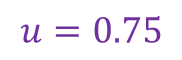 u = 0.75